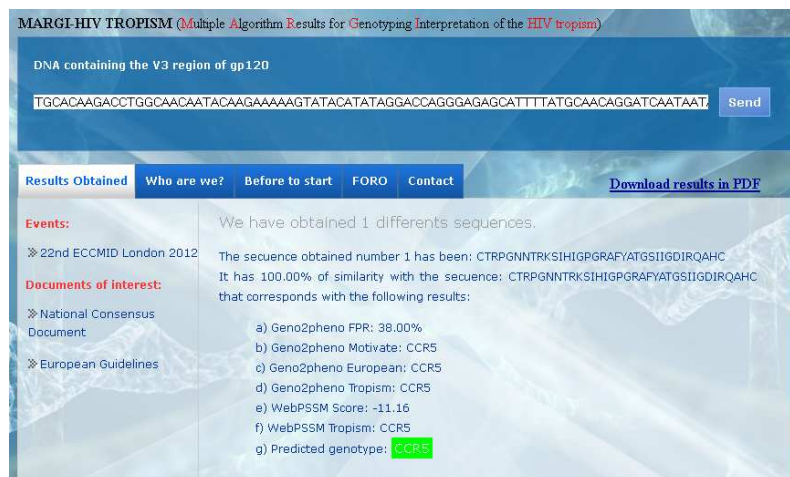 MARGI-HIV TROPISM (Multiple Algorithm Results for Genotyping Interpretation of the HIV tropism)
DNA containing the V3 region of gp120
TGCACAAGACCTGGCAACAATACAAGAAAAAGTATACATATAGGACCAGGGAGAGCATTTTATGCAACAGGATCAATAAT
Send
Results Obtained
Who are we?
Before to start
FORO
Contact
Download results in PDF
Events:
22nd ECCMID London 2012
Documents of interest:
National Consensus
Document
European Guidelines
We have obtained 1 differents sequences.
The secuence obtained number 1 has been: CTRPGNNTRKSIHIGPGRAFYATGSIIGDIRQAHC
It has 100.00% of similarity with the secuence: CTRPGNNTRKSIHIGPGRAFYATGSIIGDIRQAHC
that corresponds with the following results:
a) Geno2pheno FPR: 38.00%
b) Geno2pheno Motivate: CCR5
c) Geno2pheno European: CCR5
d) Geno2pheno Tropism: CCR5
e) WebPSSM Score: -11.16
f) WebPSSM Tropism: CCR5
g) Predicted genotype: CCR5